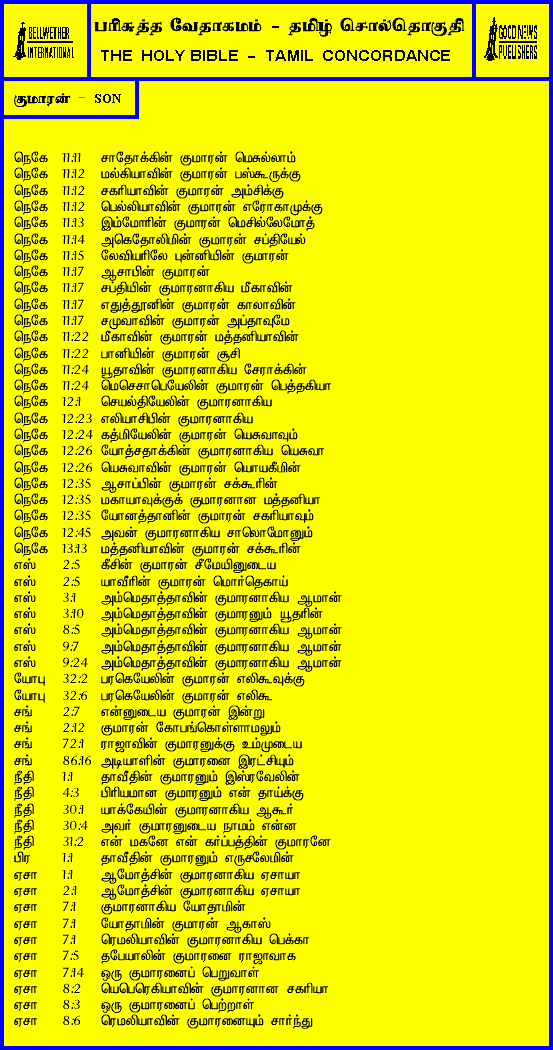 BELLWETHER
INTERNATIONAL
பரிசுத்த வேதாகமம் - தமிழ் சொல்தொகுதி
THE HOLY BIBLE - TAMIL CONCORDANCE
GOOD NEWS
PUBLISHERS
குமாரன் - SON
நெகே 11:11 சாதோக்கின் குமாரன் மெசுல்லாம்
நெகே 11:12 மல்கியாவின் குமாரன் பஸ்கூருக்கு
நெகே 11:12 சகரியாவின் குமாரன் அம்சிக்கு
நெகே 11:12 பெல்லியாவின் குமாரன் எரோகாமுக்கு
நெகே 11:13 இம்மோரின் குமாரன் மெசில்லேமோத்
நெகே 11:14 அகெதோலிமின் குமாரன் சப்தியேல்
நெகே 11:15 லேவியரிலே புன்னியின் குமாரன்
நெகே 11:17 ஆசாபின் குமாரன்
நெகே 11:17 சப்தியின் குமாரனாகிய மீகாவின்
நெகே 11:17 எதுத்தூனின் குமாரன் காலாவின்
நெகே 11:17 சமுவாவின் குமாரன் அப்தாவுமே
நெகே 11:22 மீகாவின் குமாரன் மத்தனியாவின்
நெகே 11:22 பானியின் குமாரன் சூசி
நெகே 11:24 யூதாவின் குமாரனாகிய சேராக்கின்
நெகே 11:24 மெசெசாபெயேலின் குமாரன் பெத்தகியா
நெகே 12:1 செயல்தியேலின் குமாரனாகிய
நெகே 12:23 எலியாசிபின் குமாரனாகிய
நெகே 12:24 கத்மியேலின் குமாரன் யெசுவாவும்
நெகே 12:26 யோத்சதாக்கின் குமாரனாகிய யெசுவா
நெகே 12:26 யெசுவாவின் குமாரன் யொயகீமின்
நெகே 12:35 ஆசாப்பின் குமாரன் சக்கூரின்
நெகே 12:35 மகாயாவுக்குக் குமாரனான மத்தனியா
நெகே 12:35 யோனத்தானின் குமாரன் சகரியாவும்
நெகே 12:45 அவன் குமாரனாகிய சாலொமோனும்
நெகே 13:13 மத்தனியாவின் குமாரன் சக்கூரின்
எஸ் 2:5 கீசின் குமாரன் சீமேயினுடைய
எஸ் 2:5 யாவீரின் குமாரன் மொர்தெகாய்
எஸ் 3:1 அம்மெதாத்தாவின் குமாரனாகிய ஆமான்
எஸ் 3:10 அம்மெதாத்தாவின் குமாரனும் யூதரின்
எஸ் 8:5 அம்மெதாத்தாவின் குமாரனாகிய ஆமான்
எஸ் 9:7 அம்மெதாத்தாவின் குமாரனாகிய ஆமான்
எஸ் 9:24 அம்மெதாத்தாவின் குமாரனாகிய ஆமான்
யோபு 32:2 பரகெயேலின் குமாரன் எலிகூவுக்கு
யோபு 32:6 பரகெயேலின் குமாரன் எலிகூ
சங் 2:7 என்னுடைய குமாரன் இன்று
சங் 2:12 குமாரன் கோபங்கொள்ளாமலும்
சங் 72:1 ராஜாவின் குமாரனுக்கு உம்முடைய
சங் 86:16 அடியாளின் குமாரனை இரட்சியும்
நீதி 1:1 தாவீதின் குமாரனும் இஸ்ரவேலின்
நீதி 4:3 பிரியமான குமாரனும் என் தாய்க்கு
நீதி 30:1 யாக்கேயின் குமாரனாகிய ஆகூர்
நீதி 30:4 அவர் குமாரனுடைய நாமம் என்ன
நீதி 31:2 என் மகனே என் கர்ப்பத்தின் குமாரனே
பிர 1:1 தாவீதின் குமாரனும் எருசலேமின்
ஏசா 1:1 ஆமோத்சின் குமாரனாகிய ஏசாயா
ஏசா 2:1 ஆமோத்சின் குமாரனாகிய ஏசாயா
ஏசா 7:1 குமாரனாகிய யோதாமின்
ஏசா 7:1 யோதாமின் குமாரன் ஆகாஸ்
ஏசா 7:1 ரெமலியாவின் குமாரனாகிய பெக்கா
ஏசா 7:5 தபேயாலின் குமாரனை ராஜாவாக
ஏசா 7:14 ஒரு குமாரனைப் பெறுவாள்
ஏசா 8:2 யெபெரெகியாவின் குமாரனான சகரியா
ஏசா 8:3 ஒரு குமாரனைப் பெற்றாள்
ஏசா 8:6 ரெமலியாவின் குமாரனையும் சார்ந்து